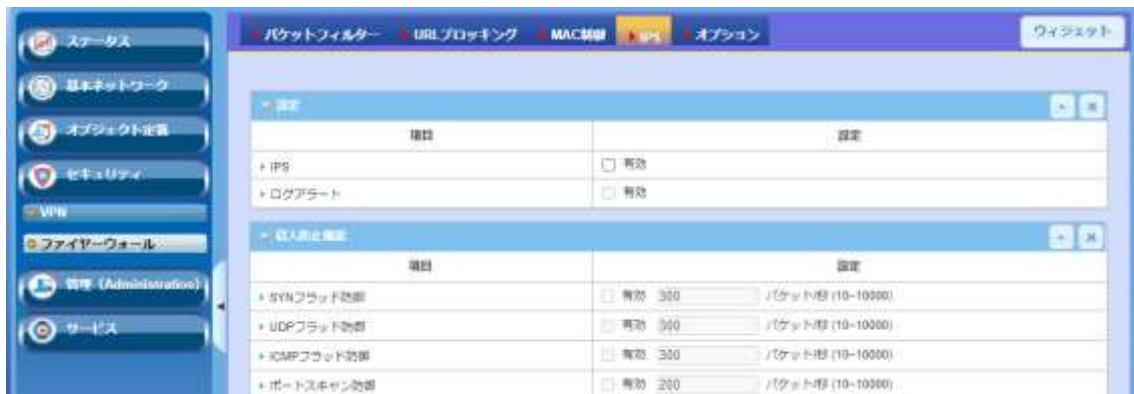 ステータス
基本ネットワーク
オブジェクト定義
セキュリティ
VPN
ファイヤーウォール
管理 (Administration)
サービス
パケットフィルター URLブロッキング MAC制御 IPS オプション
ウィジェット
設定
項目 設定
IPS 有効
ログアラート 有効
侵入防止機能
項目 設定
SYNフラッド防御 有効 300 パケット/秒 (10~10000)
UDPフラッド防御 有効 300 パケット/秒 (10~10000)
ICMPフラッド防御 有効 300 パケット/秒 (10~10000)
ポートスキャン防御 有効 200 パケット/秒 (10~10000)